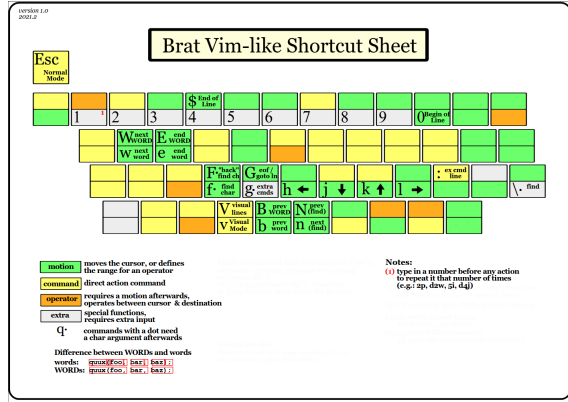 version 1.0
2021.2
Brat Vim-like Shortcut Sheet
Esc
Normal
Mode
$ End of
Line
1 1 2 3 4 5 6 7 8 9 0 Begin of
Line
W next
WORD
E end
WORD
w next
word
e end
word
F· "back"
find ch
G eof /
goto ln
: ex cmd
line
f· find
char
g· extra
cmds
h ←
j ↓
k ↑
l →
\· find
V visual
lines
B prev
WORD
N prev
(find)
v Visual
Mode
b prev
word
n next
(find)
motion moves the cursor, or defines
the range for an operator
command direct action command
operator requires a motion afterwards,
operates between cursor & destination
extra special functions,
requires extra input
q· commands with a dot need
a char argument afterwards
Difference between WORDs and words
words: quux(foo, bar, baz);
WORDs: quux(foo, bar, baz);
Notes:
(1) type in a number before any action
to repeat it that number of times
(e.g.: 2p, d2w, 5i, d4j)